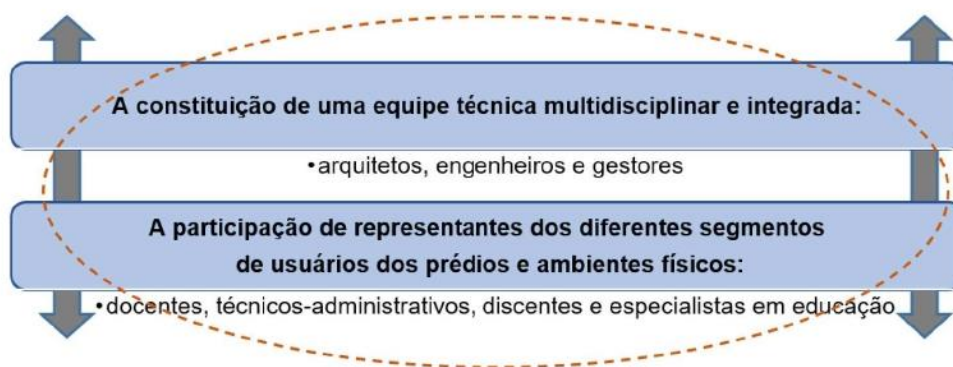 A constituição de uma equipe técnica multidisciplinar e integrada:
•arquitetos, engenheiros e gestores
A participação de representantes dos diferentes segmentos
de usuários dos prédios e ambientes físicos:
•docentes, técnicos-administrativos, discentes e especialistas em educação